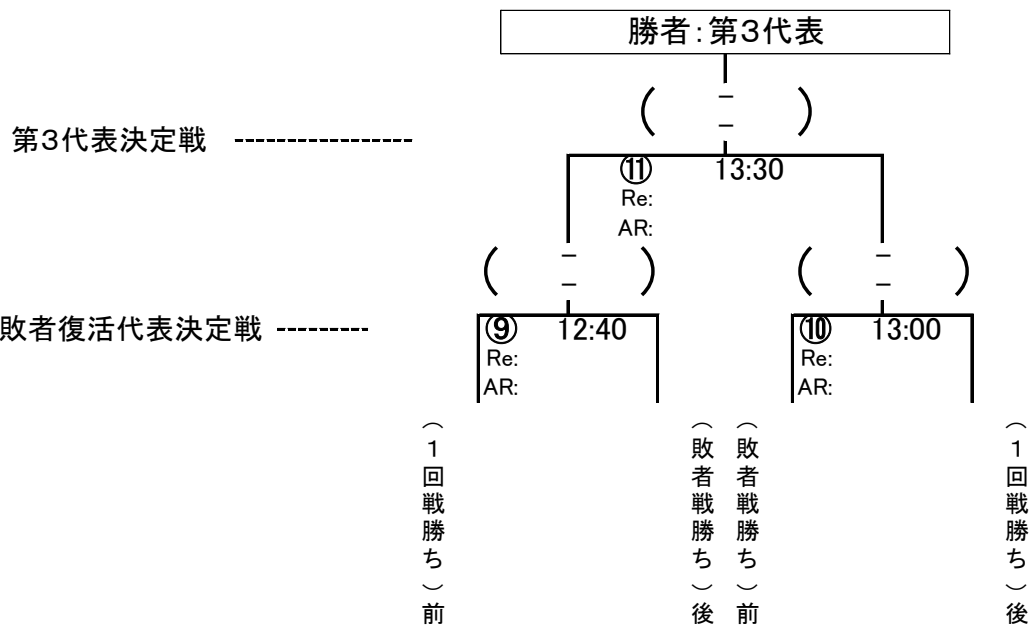 勝者：第３代表
( － )
－
第３代表決定戦 ----------------
⑪ 13:30
Re:
AR:
( － ) ( － )
－ －
敗者復活代表決定戦 ---------
⑨ 12:40 ⑩ 13:00
Re: Re:
AR: AR:
（１回戦勝ち）前
（敗者戦勝ち）後
（敗者戦勝ち）前
（１回戦勝ち）後